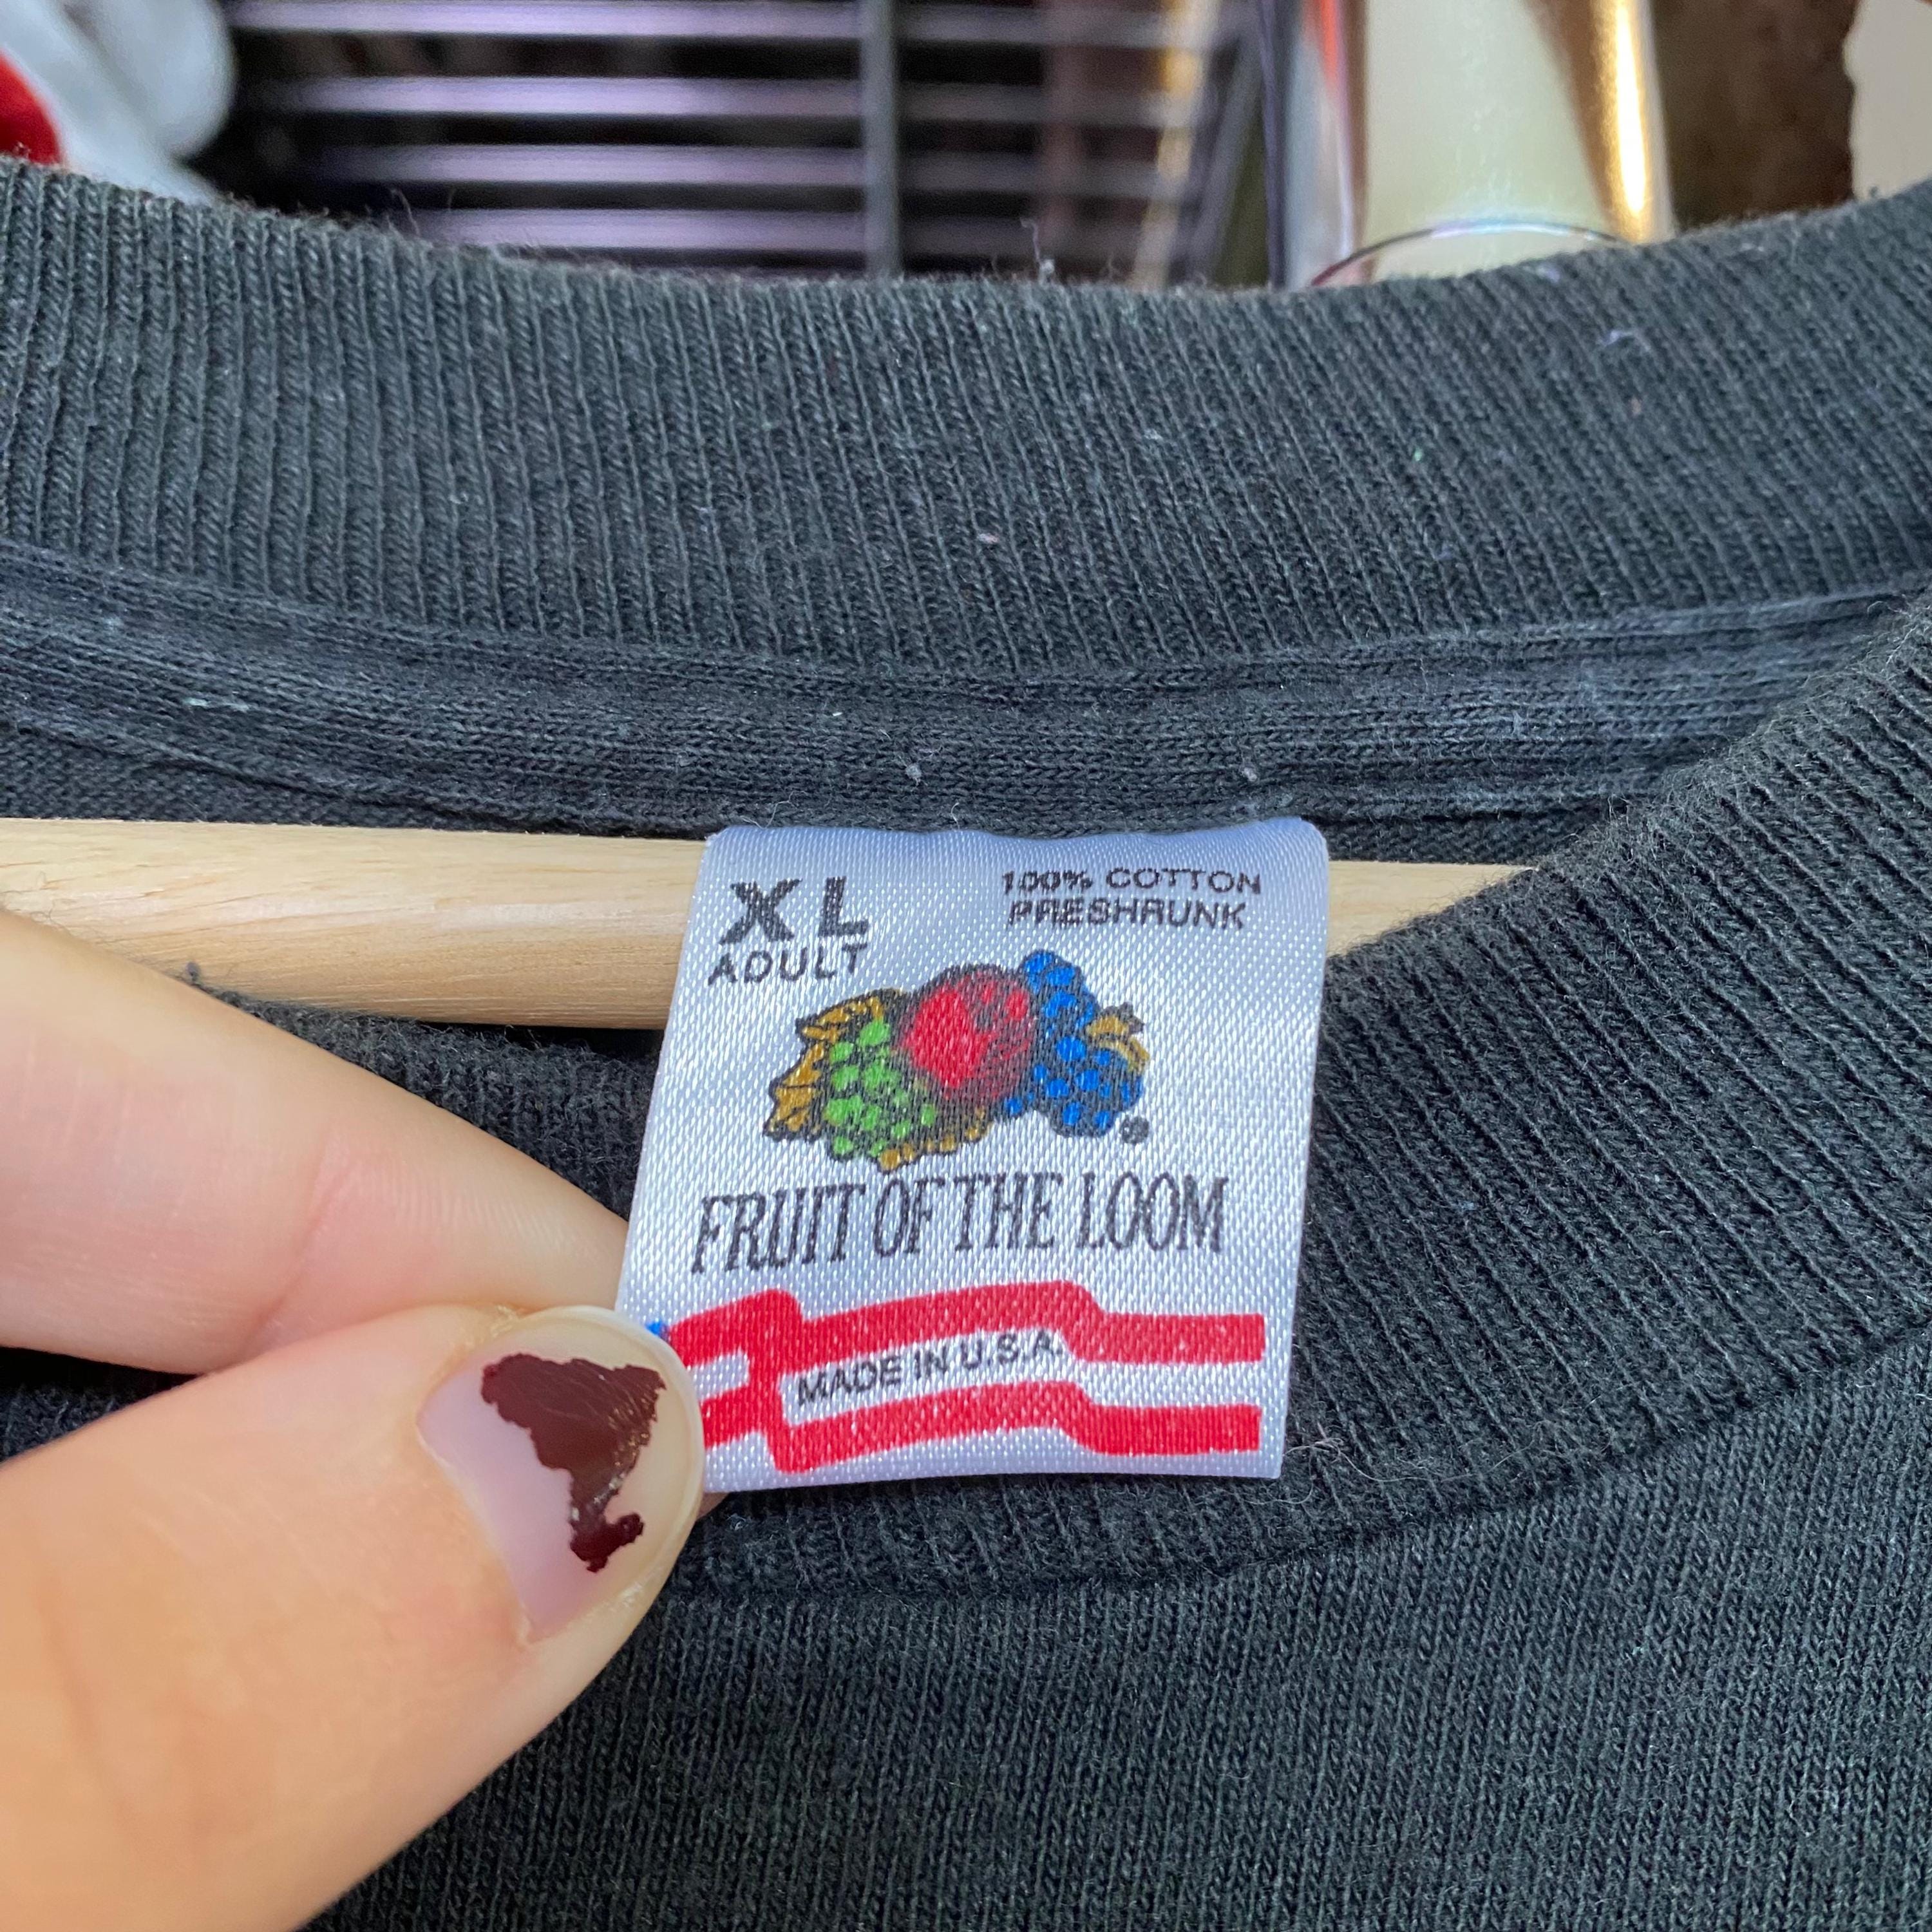 XL
ADULT
100% COTTON
PRESHRUNK
®
FRUIT OF THE LOOM
MADE IN U.S.A.